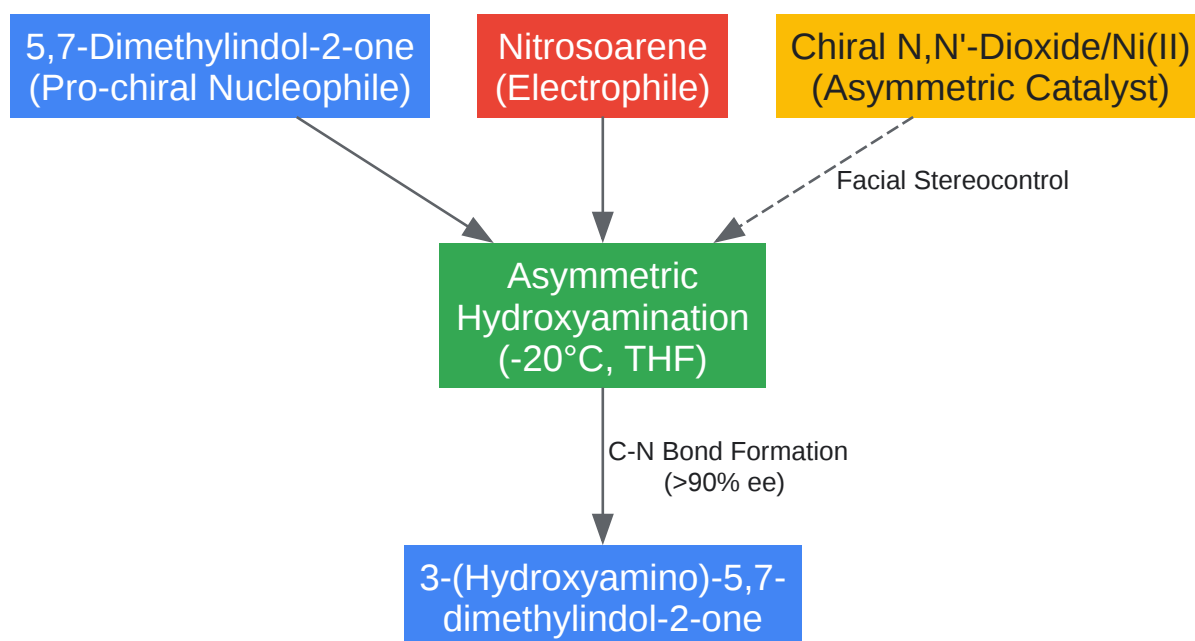 5,7-Dimethylindol-2-one
(Pro-chiral Nucleophile)
Nitrosoarene
(Electrophile)
Chiral N,N'-Dioxide/Ni(II)
(Asymmetric Catalyst)
Facial Stereocontrol
Asymmetric
Hydroxyamination
(-20°C, THF)
C-N Bond Formation
(>90% ee)
3-(Hydroxyamino)-5,7-
dimethylindol-2-one